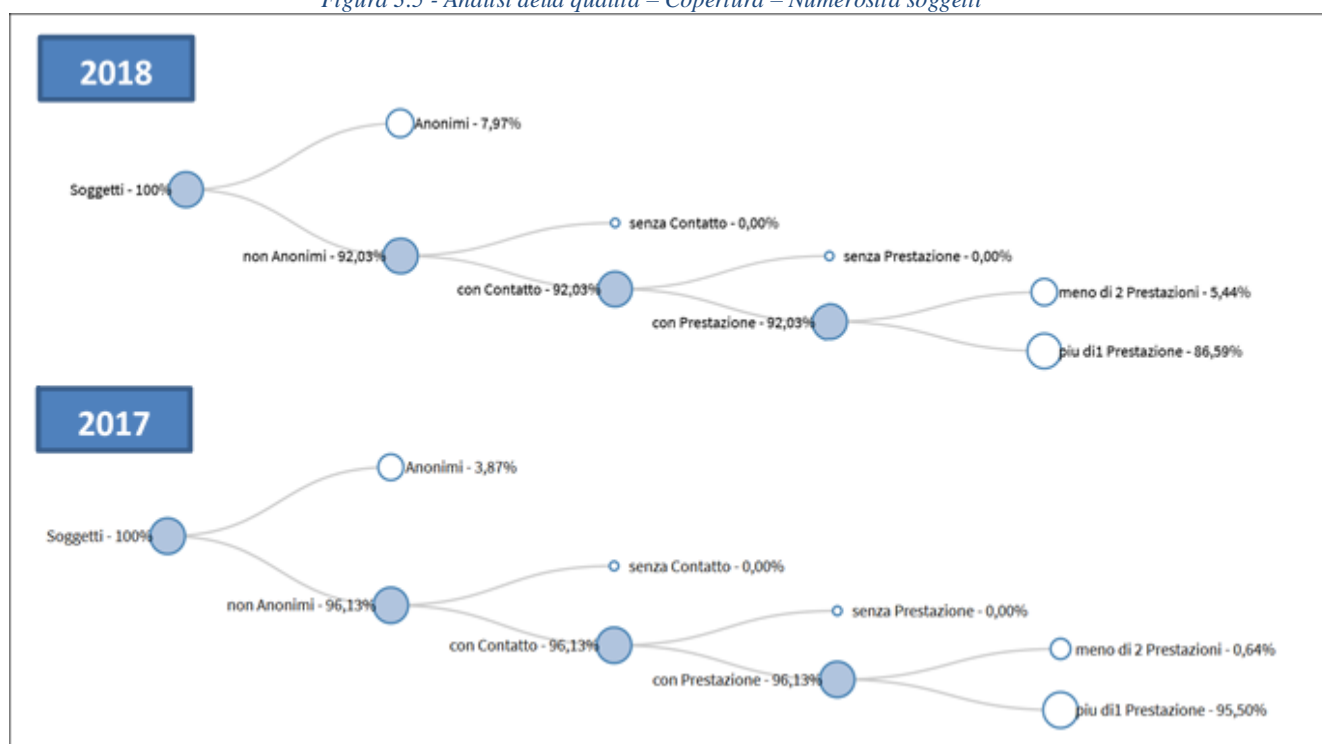 Figura 3.5 - Analisi della qualità – Copertura – Numerosità soggetti
2018
Anonimi - 7,97%
Soggetti - 100%
senza Contatto - 0,00%
non Anonimi - 92,03%
senza Prestazione - 0,00%
con Contatto - 92,03%
meno di 2 Prestazioni - 5,44%
con Prestazione - 92,03%
piu di1 Prestazione - 86,59%
2017
Anonimi - 3,87%
Soggetti - 100%
senza Contatto - 0,00%
non Anonimi - 96,13%
senza Prestazione - 0,00%
con Contatto - 96,13%
meno di 2 Prestazioni - 0,64%
con Prestazione - 96,13%
piu di1 Prestazione - 95,50%